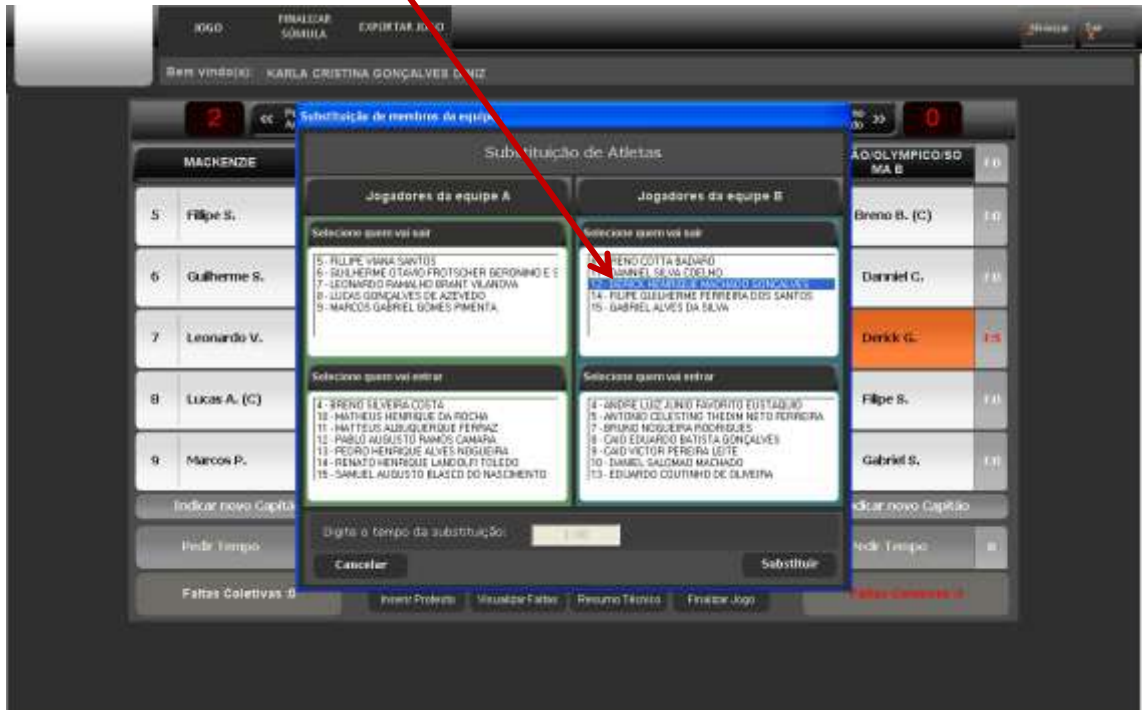 JOGO
FINALIZAR
SÚMULA
EXPORTAR JOGO
Bem vindo(a): KARLA CRISTINA GONÇALVES DINIZ
2
<<
>>
0
Substituição de membros da equipe
Substituição de Atletas
MACKENZIE
ÃO/OLYMPICO/SO
MA B
Jogadores da equipe A
Jogadores da equipe B
Selecione quem vai sair
Selecione quem vai sair
5 Fillipe S.
6 Guilherme S.
7 Leonardo V.
8 Lucas A. (C)
9 Marcos P.
5 - FILLIPE VIANA SANTOS
6 - GUILHERME OTAVIO FROTSCHER GERONIMO E S
7 - LEONARDO RAMALHO BRANT VILANOVA
8 - LUCAS GONÇALVES DE AZEVEDO
9 - MARCOS GABRIEL GOMES PIMENTA
RENO COTTA BADARÓ
DANNIEL SILVA COELHO
12 - DERICK HENRIQUE MACHADO GONÇALVES
14 - FILIPE GUILHERME FERREIRA DOS SANTOS
15 - GABRIEL ALVES DA SILVA
Breno B. (C)
Danniel C.
Derick G.
Filipe S.
Gabriel S.
Selecione quem vai entrar
Selecione quem vai entrar
4 - BRENO SILVEIRA COSTA
10 - MATHEUS HENRIQUE DA ROCHA
11 - MATTEUS ALBUQUERQUE FERRAZ
12 - PABLO AUGUSTO RAMOS CAMARA
13 - PEDRO HENRIQUE ALVES NOGUEIRA
14 - RENATO HENRIQUE LANDOLFI TOLEDO
15 - SAMUEL AUGUSTO BLASCO DO NASCIMENTO
4 - ANDRE LUIZ JUNIO FAVORITO EUSTAQUIO
5 - ANTONIO CELESTINO THEDIM NETO FERREIRA
7 - BRUNO NOGUEIRA RODRIGUES
8 - CAIO EDUARDO BATISTA GONÇALVES
9 - CAIO VICTOR PEREIRA LEITE
10 - DANIEL SALOMAO MACHADO
13 - EDUARDO COUTINHO DE OLIVEIRA
Indicar novo Capitã
dicar novo Capitão
Digite o tempo da substituição:
Pedir Tempo
Pedir Tempo
Cancelar
Substituir
Faltas Coletivas :0
Inserir Protesto
Visualizar Faltas
Resumo Técnico
Finalizar Jogo